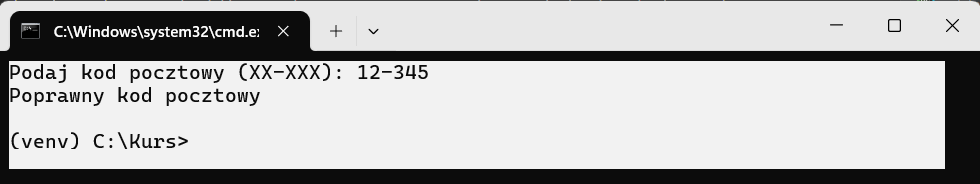 C:\Windows\system32\cmd.e
Podaj kod pocztowy (XX-XXX): 12-345
Poprawny kod pocztowy
(venv) C:\Kurs>